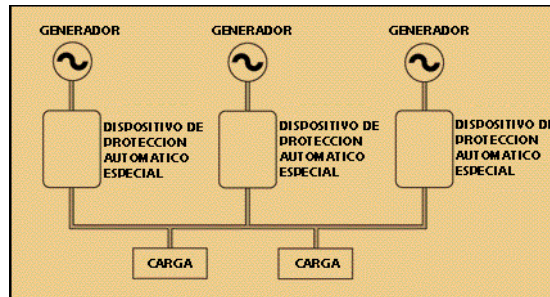 GENERADOR
GENERADOR
GENERADOR
DISPOSITIVO DE
PROTECCION
AUTOMATICO
ESPECIAL
DISPOSITIVO DE
PROTECCION
AUTOMATICO
ESPECIAL
DISPOSITIVO DE
PROTECCION
AUTOMATICO
ESPECIAL
CARGA
CARGA